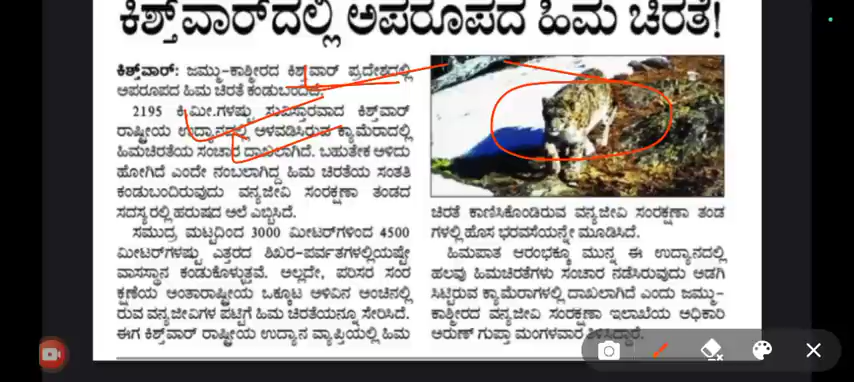 ಕಿಶ್ತ್‌ವಾರ್‌ದಲ್ಲಿ ಅಪರೂಪದ ಹಿಮ ಚಿರತೆ!
ಕಿಶ್ತ್‌ವಾರ್: ಜಮ್ಮು-ಕಾಶ್ಮೀರದ ಕಿಶ್ತ್‌ವಾರ್ ಪ್ರದೇಶದಲ್ಲಿ
ಅಪರೂಪದ ಹಿಮ ಚಿರತೆ ಕಂಡುಬಂದಿದೆ.
2195 ಕಿ.ಮೀ.ಗಳಷ್ಟು ಸುವಿಸ್ತಾರವಾದ ಕಿಶ್ತ್‌ವಾರ್
ರಾಷ್ಟ್ರೀಯ ಉದ್ಯಾನದಲ್ಲಿ ಅಳವಡಿಸಿರುವ ಕ್ಯಾಮೆರಾದಲ್ಲಿ
ಹಿಮಚಿರತೆಯ ಸಂಚಾರ ದಾಖಲಾಗಿದೆ. ಬಹುತೇಕ ಅಳಿದು
ಹೋಗಿದೆ ಎಂದೇ ನಂಬಲಾಗಿದ್ದ ಹಿಮ ಚಿರತೆಯ ಸಂತತಿ
ಕಂಡುಬಂದಿರುವುದು ವನ್ಯಜೀವಿ ಸಂರಕ್ಷಣಾ ತಂಡದ
ಸದಸ್ಯರಲ್ಲಿ ಹರುಷದ ಅಲೆ ಎಬ್ಬಿಸಿದೆ.
ಸಮುದ್ರ ಮಟ್ಟದಿಂದ 3000 ಮೀಟರ್‌ಗಳಿಂದ 4500
ಮೀಟರ್‌ಗಳಷ್ಟು ಎತ್ತರದ ಶಿಖರ-ಪರ್ವತಗಳಲ್ಲಿಯಷ್ಟೇ
ವಾಸಸ್ಥಾನ ಕಂಡುಕೊಳ್ಳುತ್ತವೆ. ಅಲ್ಲದೇ, ಪರಿಸರ ಸಂರ
ಕ್ಷಣೆಯ ಅಂತಾರಾಷ್ಟ್ರೀಯ ಒಕ್ಕೂಟ ಅಳಿವಿನ ಅಂಚಿನಲ್ಲಿ
ರುವ ವನ್ಯಜೀವಿಗಳ ಪಟ್ಟಿಗೆ ಹಿಮ ಚಿರತೆಯನ್ನೂ ಸೇರಿಸಿದೆ.
ಈಗ ಕಿಶ್ತ್‌ವಾರ್ ರಾಷ್ಟ್ರೀಯ ಉದ್ಯಾನ ವ್ಯಾಪ್ತಿಯಲ್ಲಿ ಹಿಮ
ಚಿರತೆ ಕಾಣಿಸಿಕೊಂಡಿರುವ ವನ್ಯಜೀವಿ ಸಂರಕ್ಷಣಾ ತಂಡ
ಗಳಲ್ಲಿ ಹೊಸ ಭರವಸೆಯನ್ನೇ ಮೂಡಿಸಿದೆ.
ಹಿಮಪಾತ ಆರಂಭಕ್ಕೂ ಮುನ್ನ ಈ ಉದ್ಯಾನದಲ್ಲಿ
ಹಲವು ಹಿಮಚಿರತೆಗಳು ಸಂಚಾರ ನಡೆಸಿರುವುದು ಅಡಗಿ
ಸಿಟ್ಟಿರುವ ಕ್ಯಾಮೆರಾಗಳಲ್ಲಿ ದಾಖಲಾಗಿದೆ ಎಂದು ಜಮ್ಮು-
ಕಾಶ್ಮೀರದ ವನ್ಯಜೀವಿ ಸಂರಕ್ಷಣಾ ಇಲಾಖೆಯ ಅಧಿಕಾರಿ
ಅರುಣ್ ಗುಪ್ತಾ ಮಂಗಳವಾರ ತಿಳಿಸಿದ್ದಾರೆ.